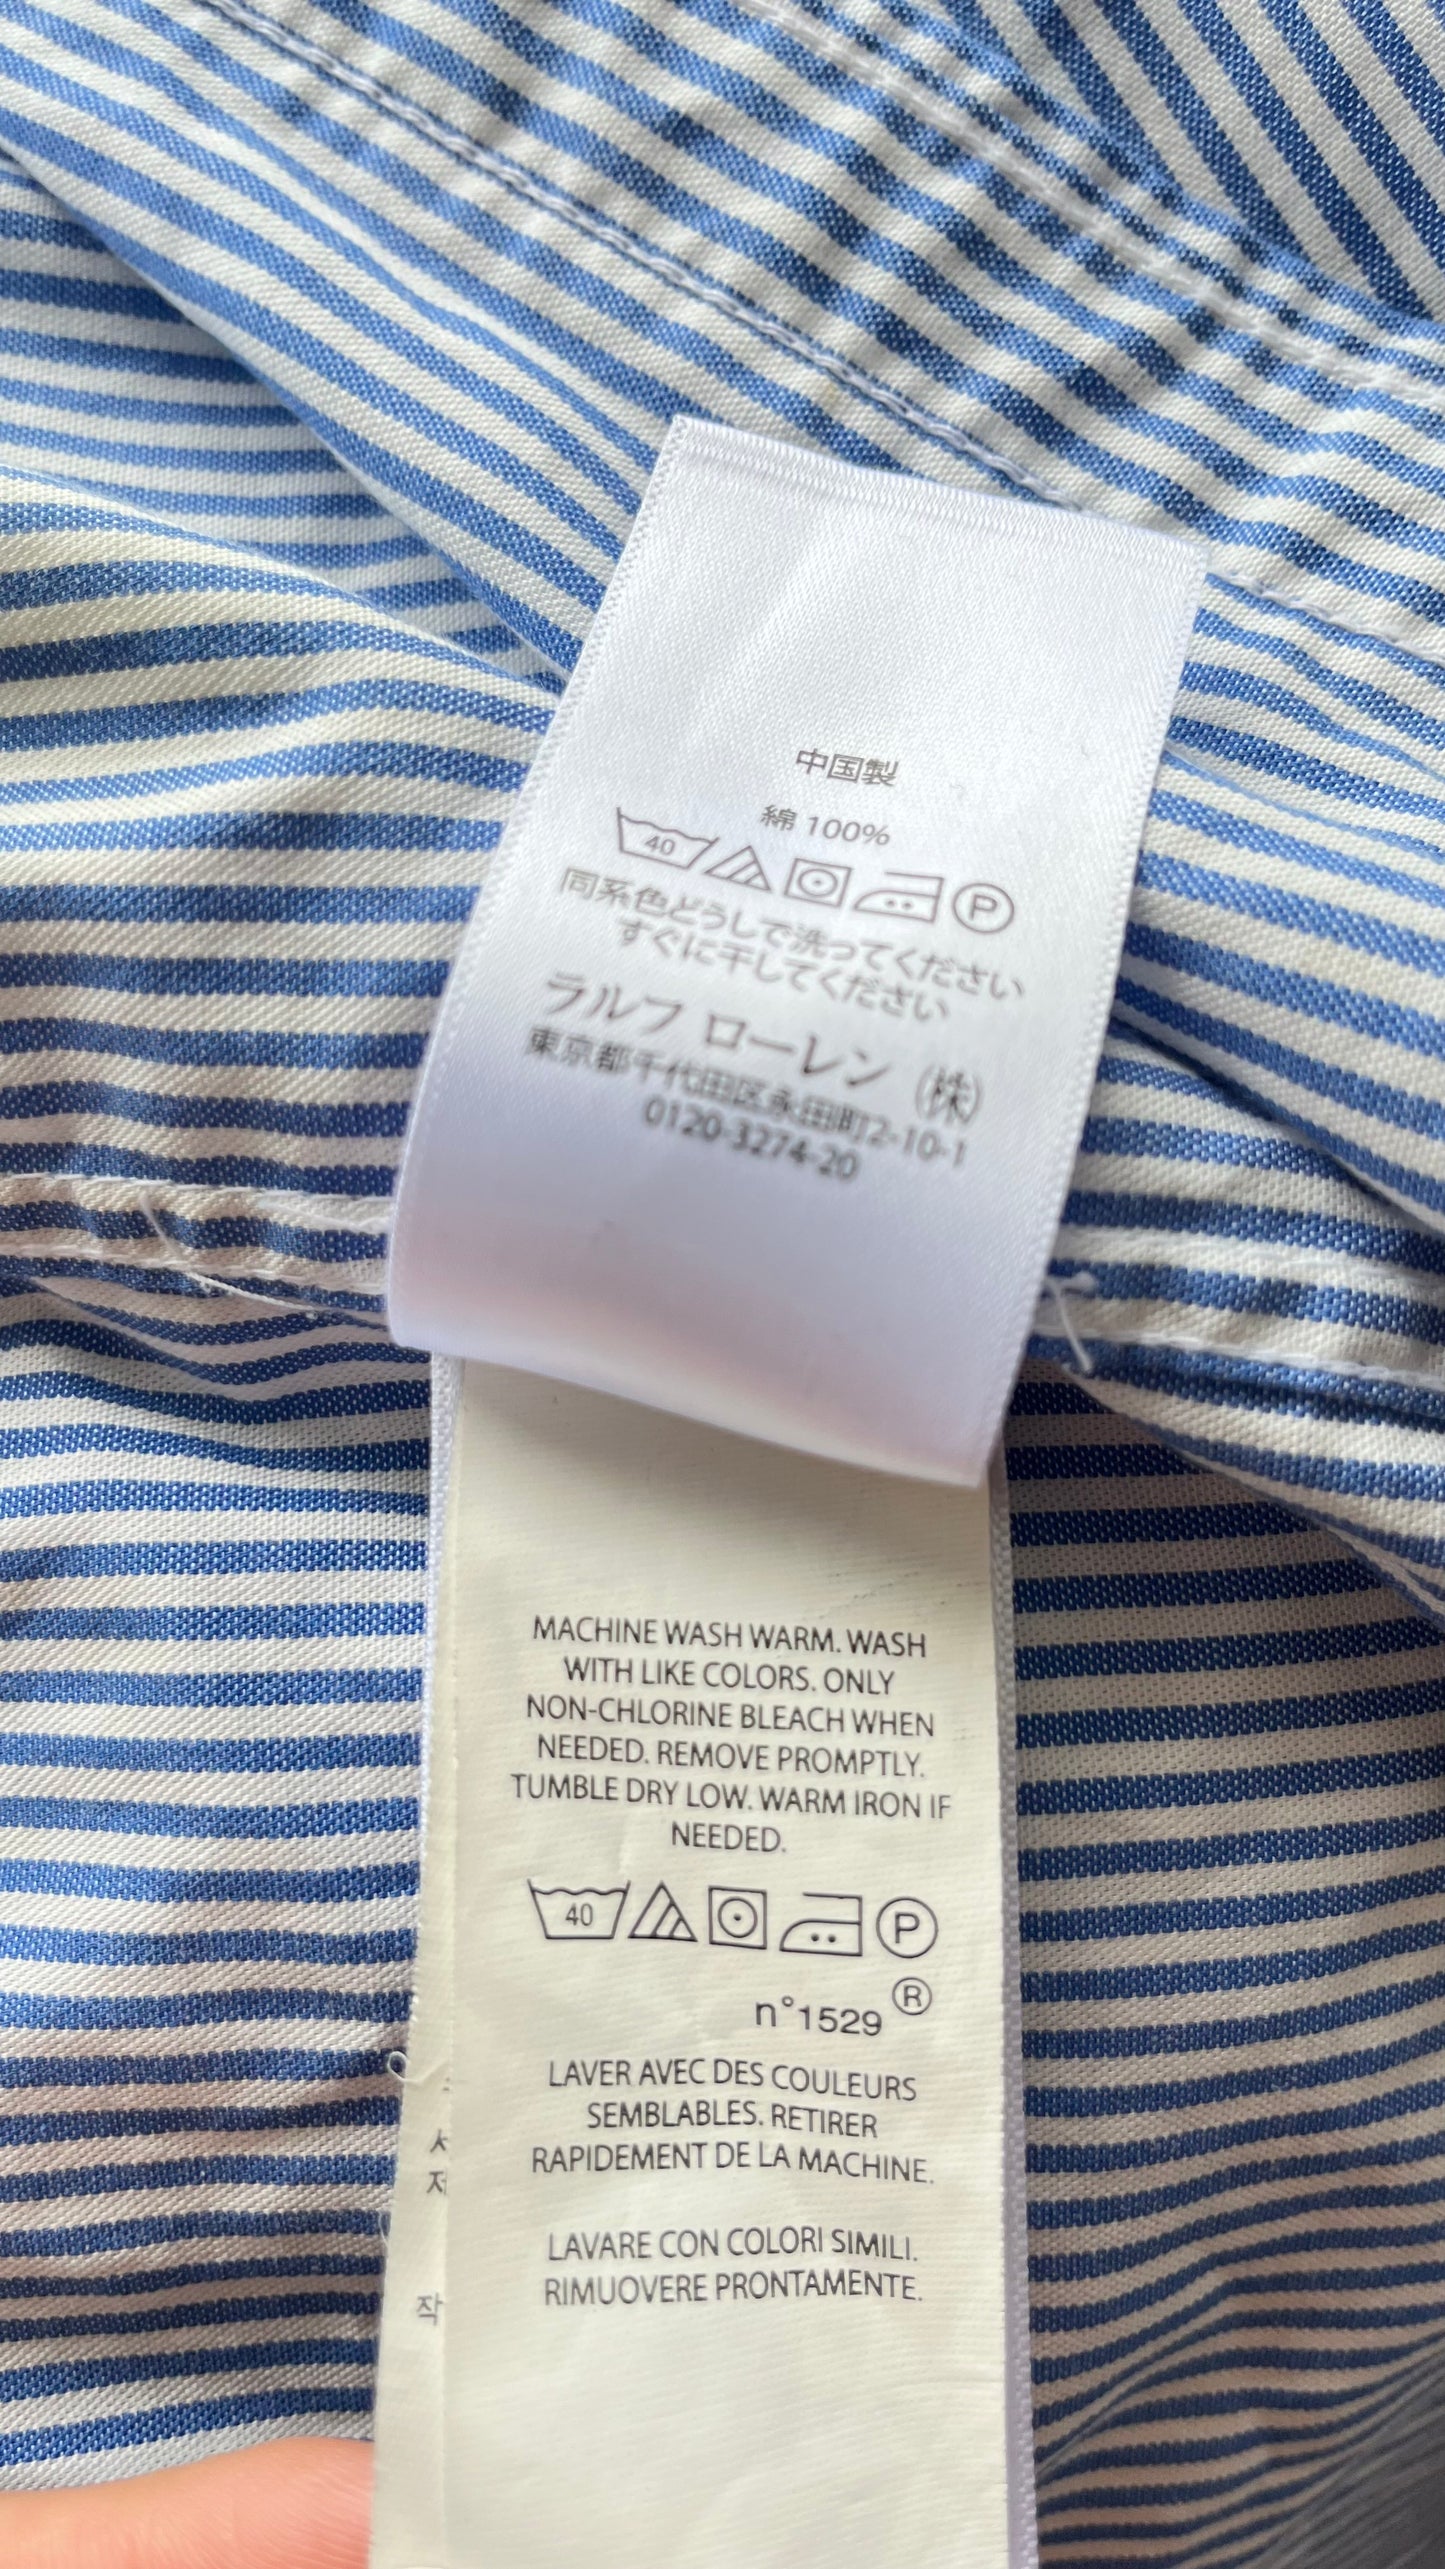 中国製
綿 100%
40 P
同系色どうしで洗ってください
すぐに干してください
ラルフ ローレン (株)
東京都千代田区永田町2-10-1
0120-3274-20
MACHINE WASH WARM. WASH
WITH LIKE COLORS. ONLY
NON-CHLORINE BLEACH WHEN
NEEDED. REMOVE PROMPTLY.
TUMBLE DRY LOW. WARM IRON IF
NEEDED.
40 P
n°1529 ®
LAVER AVEC DES COULEURS
SEMBLABLES. RETIRER
RAPIDEMENT DE LA MACHINE.
LAVARE CON COLORI SIMILI.
RIMUOVERE PRONTAMENTE.
작